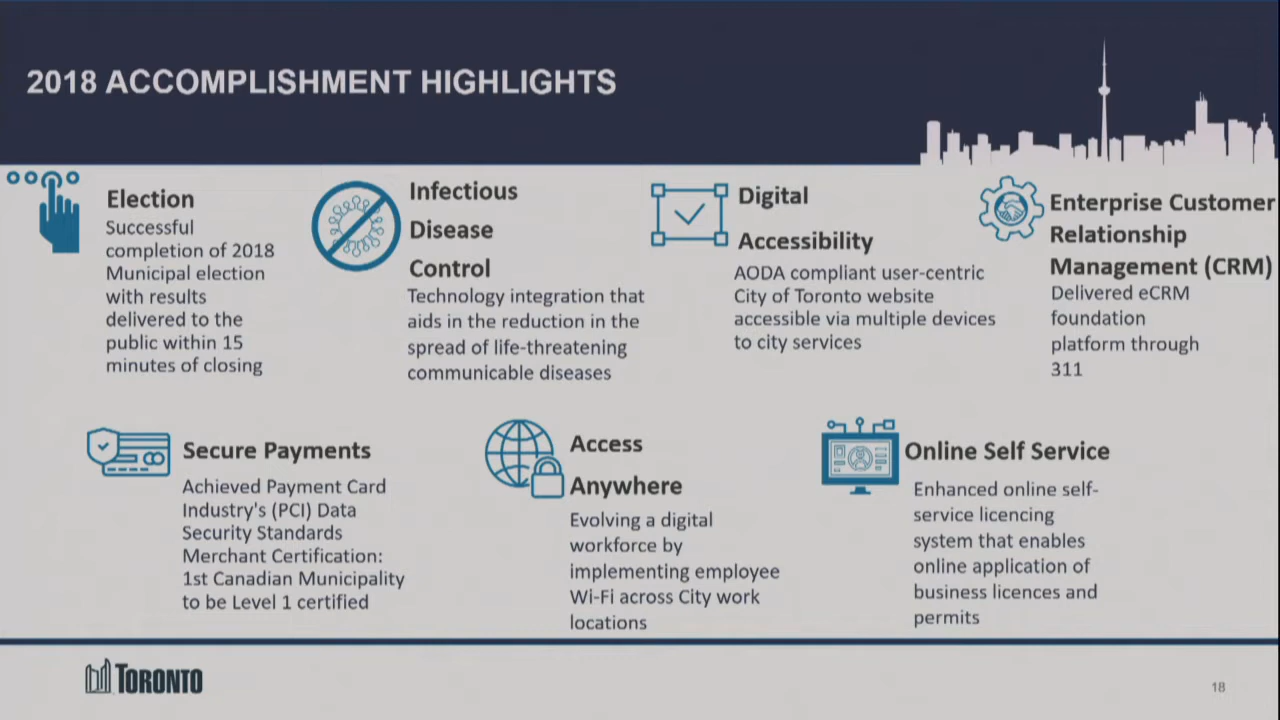 2018 ACCOMPLISHMENT HIGHLIGHTS
Election
Successful
completion of 2018
Municipal election
with results
delivered to the
public within 15
minutes of closing
Infectious
Disease
Control
Technology integration that
aids in the reduction in the
spread of life-threatening
communicable diseases
Digital
Accessibility
AODA compliant user-centric
City of Toronto website
accessible via multiple devices
to city services
Enterprise Customer
Relationship
Management (CRM)
Delivered eCRM
foundation
platform through
311
Secure Payments
Achieved Payment Card
Industry's (PCI) Data
Security Standards
Merchant Certification:
1st Canadian Municipality
to be Level 1 certified
Access
Anywhere
Evolving a digital
workforce by
implementing employee
Wi-Fi across City work
locations
Online Self Service
Enhanced online self-
service licencing
system that enables
online application of
business licences and
permits
TORONTO
18